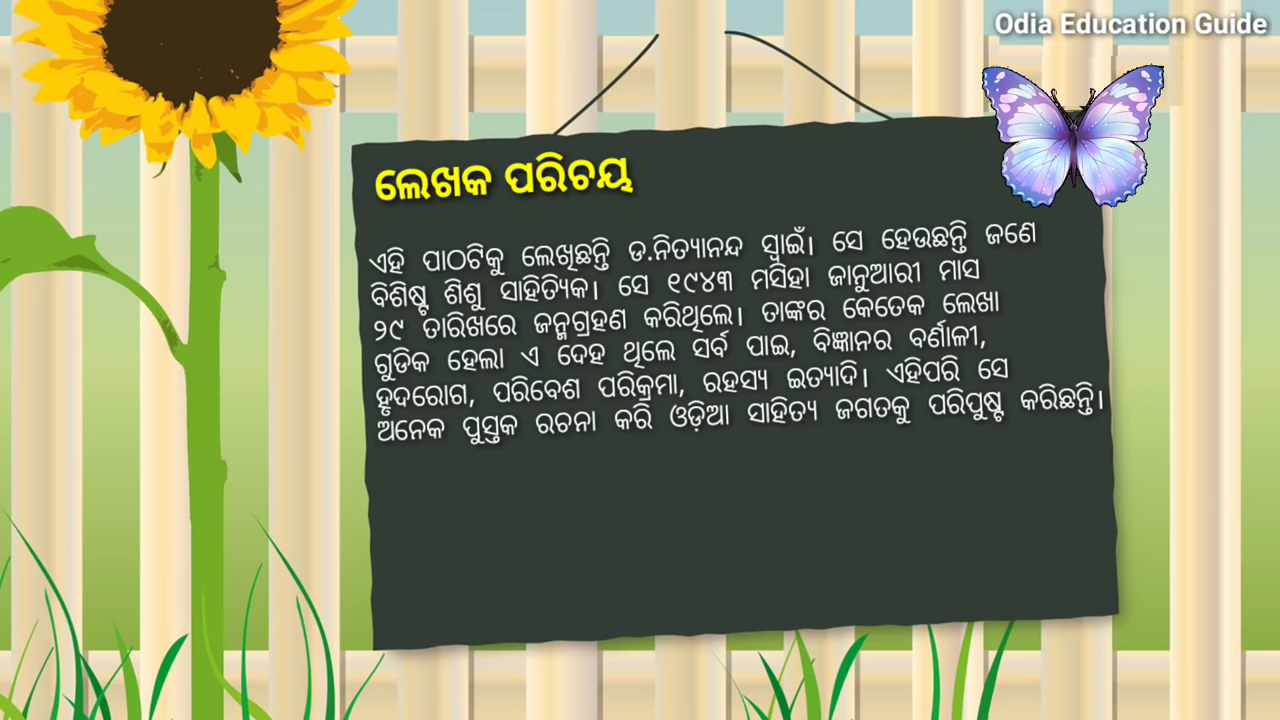 Odia Education Guide
ଲେଖକ ପରିଚୟ
ଏହି ପାଠଟିକୁ ଲେଖିଛନ୍ତି ଡ.ନିତ୍ୟାନନ୍ଦ ସ୍ୱାଇଁ। ସେ ହେଉଛନ୍ତି ଜଣେ
ବିଶିଷ୍ଟ ଶିଶୁ ସାହିତ୍ୟିକ। ସେ ୧୯୪୩ ମସିହା ଜାନୁଆରୀ ମାସ
୨୯ ତାରିଖରେ ଜନ୍ମଗ୍ରହଣ କରିଥିଲେ। ତାଙ୍କର କେତେକ ଲେଖା
ଗୁଡିକ ହେଲା ଏ ଦେହ ଥିଲେ ସର୍ବ ପାଇ, ବିଜ୍ଞାନର ବର୍ଣାଳୀ,
ହୃଦରୋଗ, ପରିବେଶ ପରିକ୍ରମା, ରହସ୍ୟ ଇତ୍ୟାଦି। ଏହିପରି ସେ
ଅନେକ ପୁସ୍ତକ ରଚନା କରି ଓଡ଼ିଆ ସାହିତ୍ୟ ଜଗତକୁ ପରିପୁଷ୍ଟ କରିଛନ୍ତି।